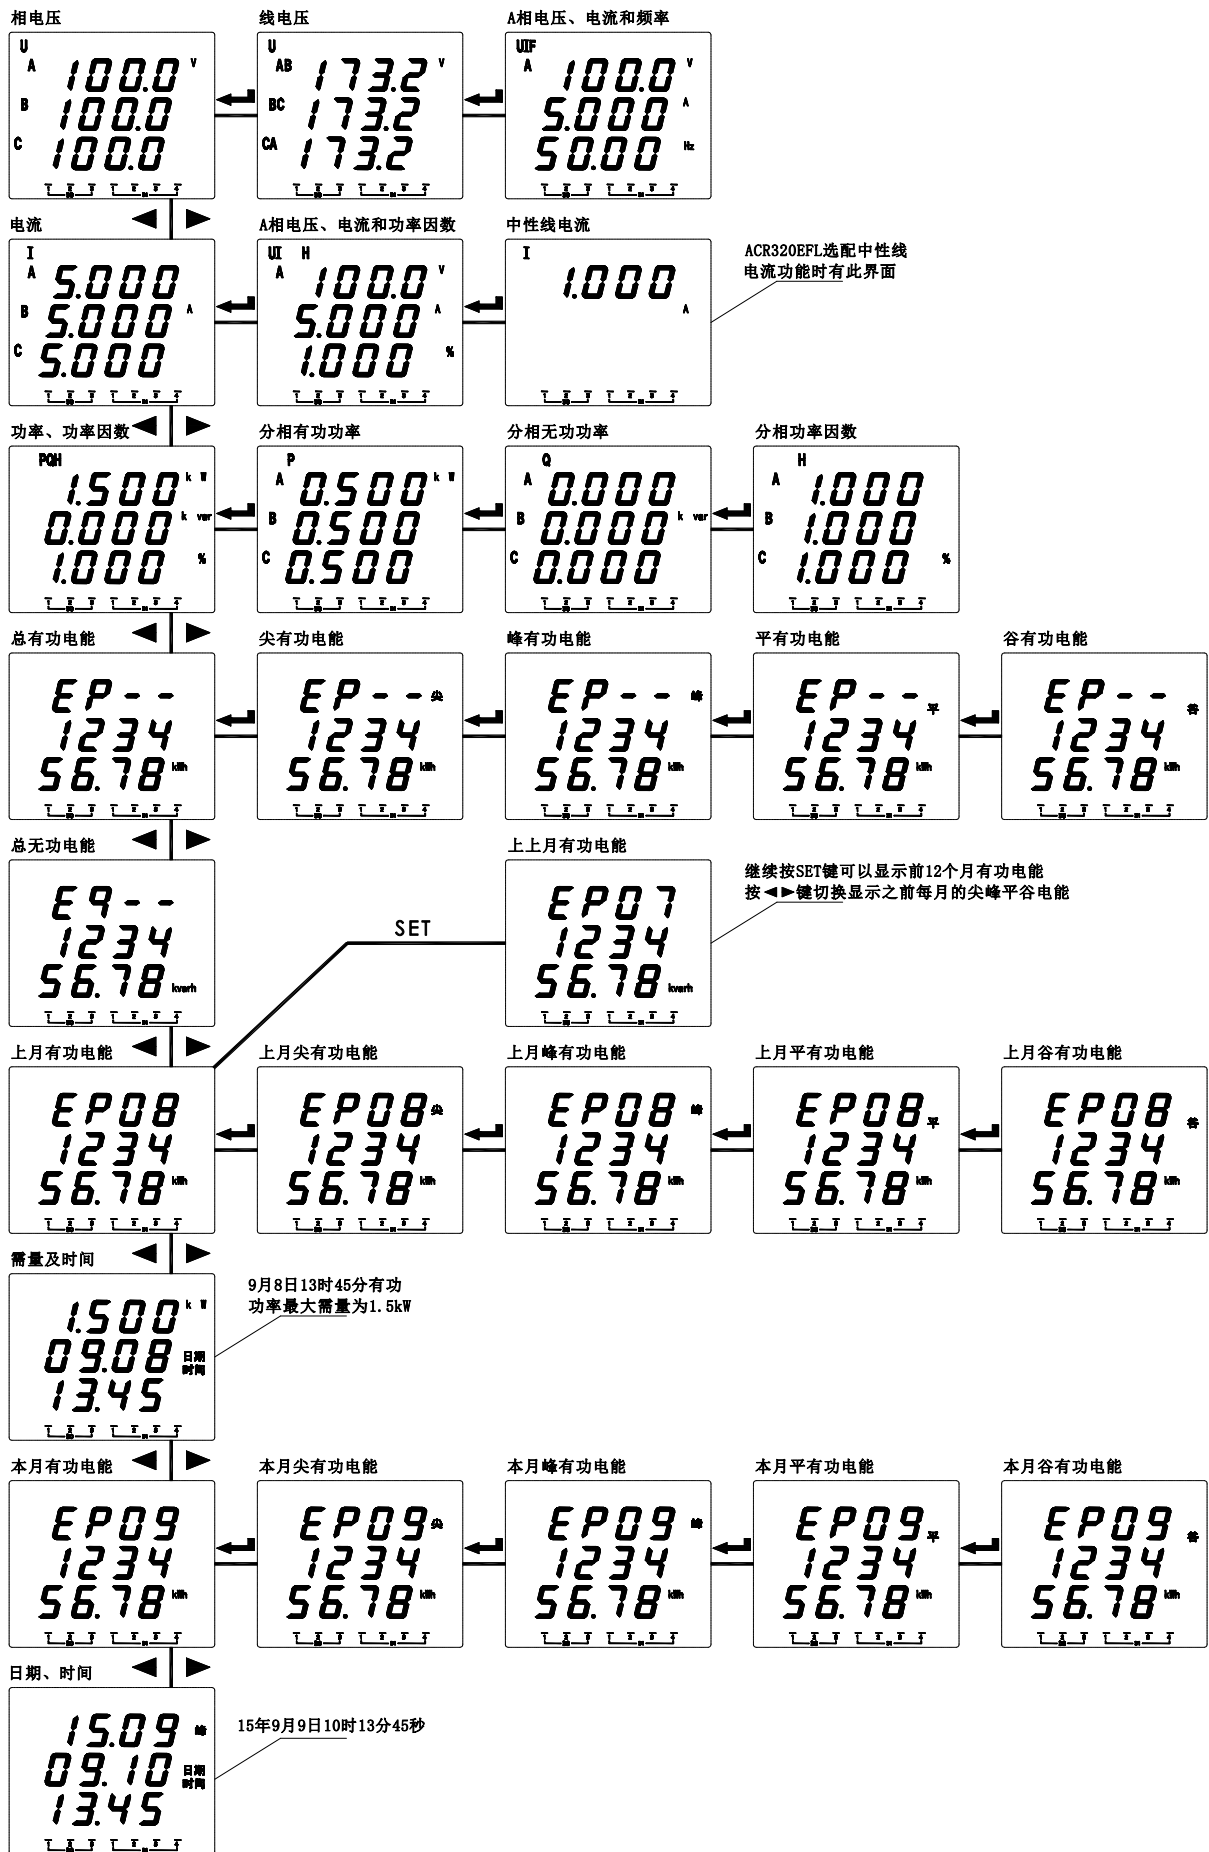 相电压
线电压
A相电压、电流和频率
U
A 100.0 V
B 100.0
C 100.0
U
AB 173.2 V
BC 173.2
CA 173.2
UIF
A 100.0 V
5.000 A
50.00 Hz
电流
A相电压、电流和功率因数
中性线电流
I
A 5.000
B 5.000 A
C 5.000
UI H
A 100.0 V
5.000 A
1.000 %
I
1.000
A
ACR320EFL选配中性线
电流功能时有此界面
功率、功率因数
分相有功功率
分相无功功率
分相功率因数
PQH
1.500 k W
0.000 k var
1.000 %
P
A 0.500 k W
B 0.500
C 0.500
Q
A 0.000
B 0.000 k var
C 0.000
H
A 1.000
B 1.000
C 1.000 %
总有功电能
尖有功电能
峰有功电能
平有功电能
谷有功电能
EP--
1234
56.78 kWh
EP-- 尖
1234
56.78 kWh
EP-- 峰
1234
56.78 kWh
EP-- 平
1234
56.78 kWh
EP-- 谷
1234
56.78 kWh
总无功电能
上上月有功电能
Eq--
1234
56.78 kvarh
SET
EP07
1234
56.78 kvarh
继续按SET键可以显示前12个月有功电能
按◄►键切换显示之前每月的尖峰平谷电能
上月有功电能
上月尖有功电能
上月峰有功电能
上月平有功电能
上月谷有功电能
EP08
1234
56.78 kWh
EP08 尖
1234
56.78 kWh
EP08 峰
1234
56.78 kWh
EP08 平
1234
56.78 kWh
EP08 谷
1234
56.78 kWh
需量及时间
1.500 k W
09.08 日期
时间
13.45
9月8日13时45分有功
功率最大需量为1.5kW
本月有功电能
本月尖有功电能
本月峰有功电能
本月平有功电能
本月谷有功电能
EP09
1234
56.78 kWh
EP09 尖
1234
56.78 kWh
EP09 峰
1234
56.78 kWh
EP09 平
1234
56.78 kWh
EP09 谷
1234
56.78 kWh
日期、时间
15.09 峰
09.10 日期
时间
13.45
15年9月9日10时13分45秒